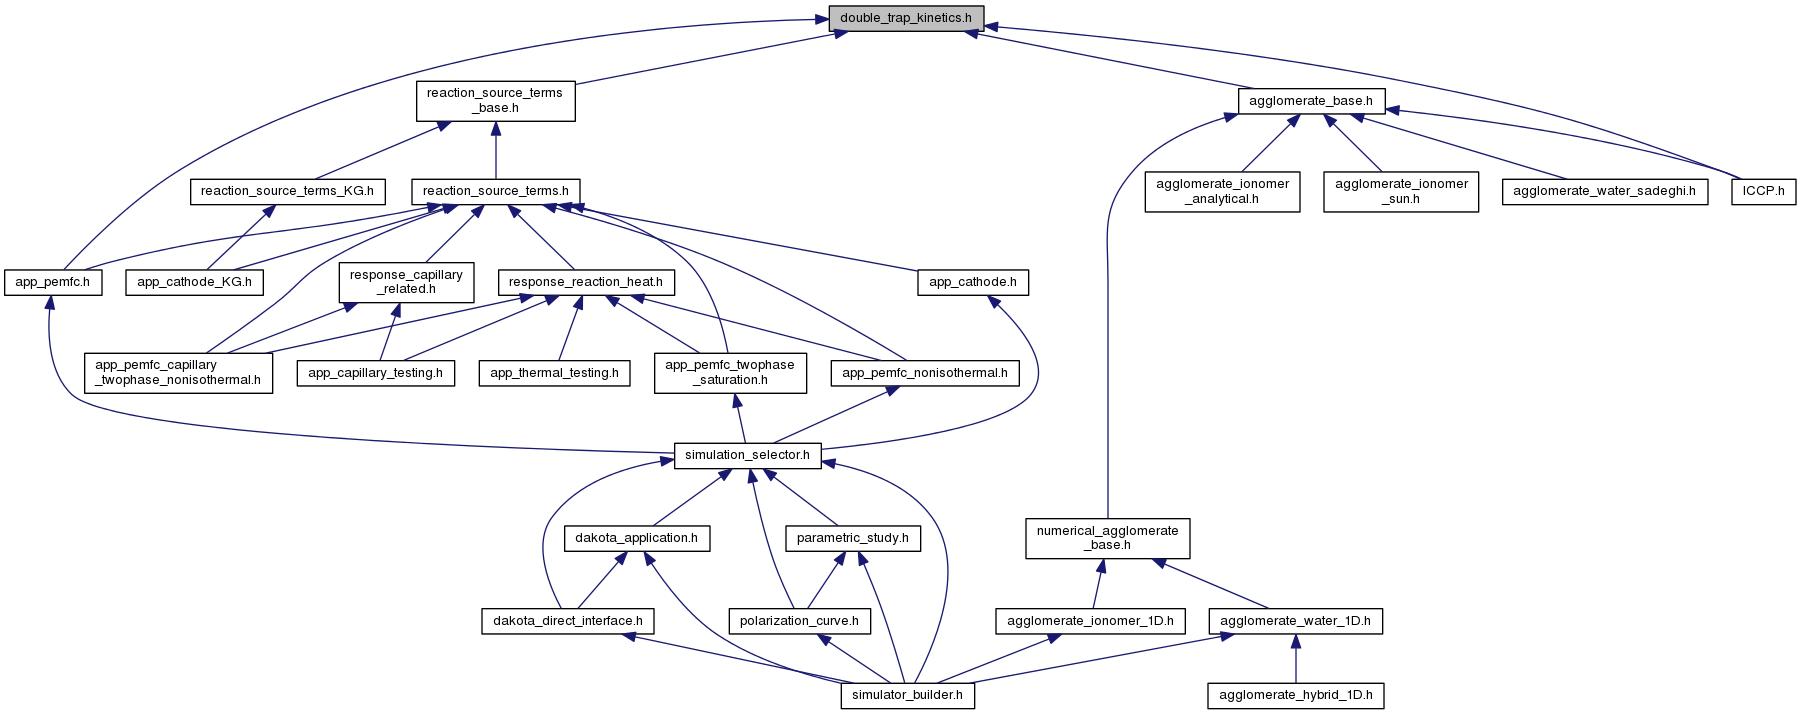 double_trap_kinetics.h
reaction_source_terms
_base.h
agglomerate_base.h
reaction_source_terms_KG.h
reaction_source_terms.h
agglomerate_ionomer
_analytical.h
agglomerate_ionomer
_sun.h
agglomerate_water_sadeghi.h
ICCP.h
app_pemfc.h
app_cathode_KG.h
response_capillary
_related.h
response_reaction_heat.h
app_cathode.h
app_pemfc_capillary
_twophase_nonisothermal.h
app_capillary_testing.h
app_thermal_testing.h
app_pemfc_twophase
_saturation.h
app_pemfc_nonisothermal.h
simulation_selector.h
dakota_application.h
parametric_study.h
numerical_agglomerate
_base.h
dakota_direct_interface.h
polarization_curve.h
agglomerate_ionomer_1D.h
agglomerate_water_1D.h
simulator_builder.h
agglomerate_hybrid_1D.h